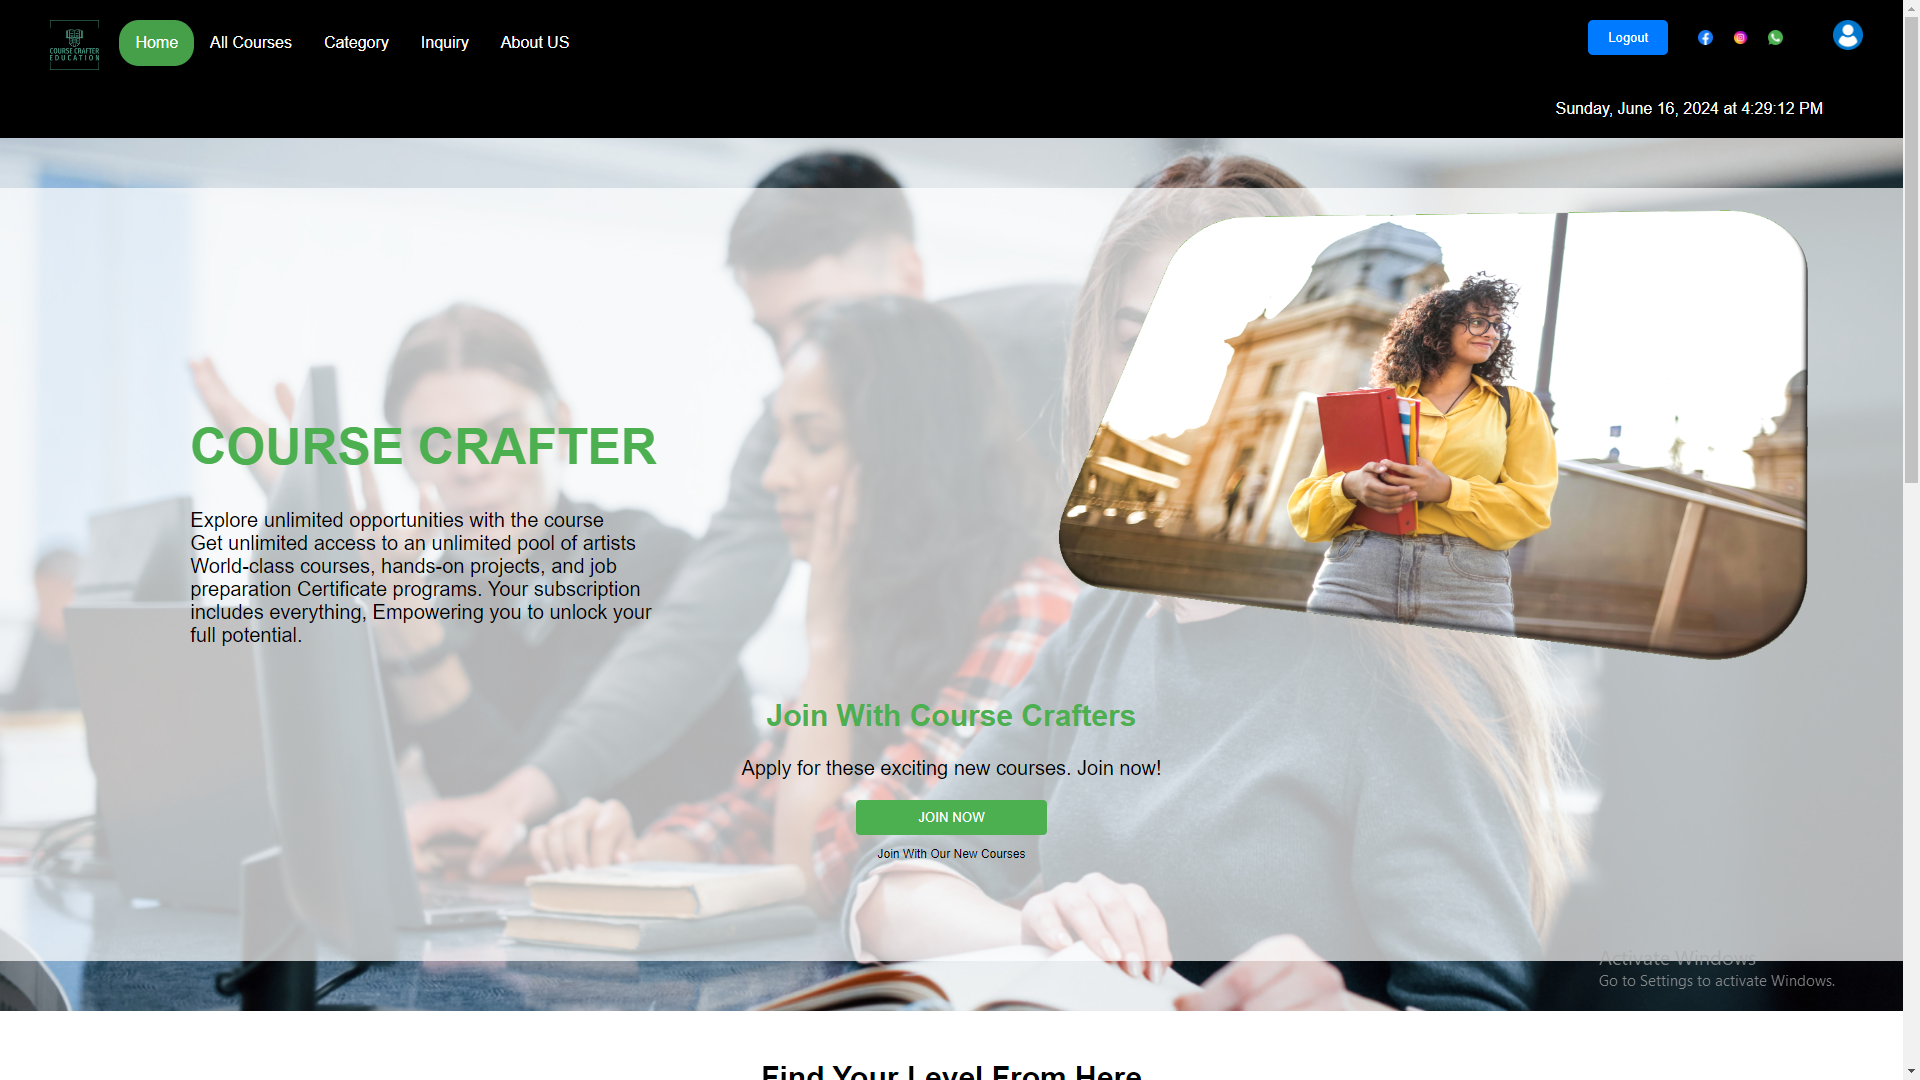 COURSE CRAFTER
EDUCATION
Home
All Courses
Category
Inquiry
About US
Logout
Sunday, June 16, 2024 at 4:29:12 PM
COURSE CRAFTER
Explore unlimited opportunities with the course
Get unlimited access to an unlimited pool of artists
World-class courses, hands-on projects, and job
preparation Certificate programs. Your subscription
includes everything, Empowering you to unlock your
full potential.
Join With Course Crafters
Apply for these exciting new courses. Join now!
JOIN NOW
Join With Our New Courses
Activate Windows
Go to Settings to activate Windows.
Find Your Level From Here